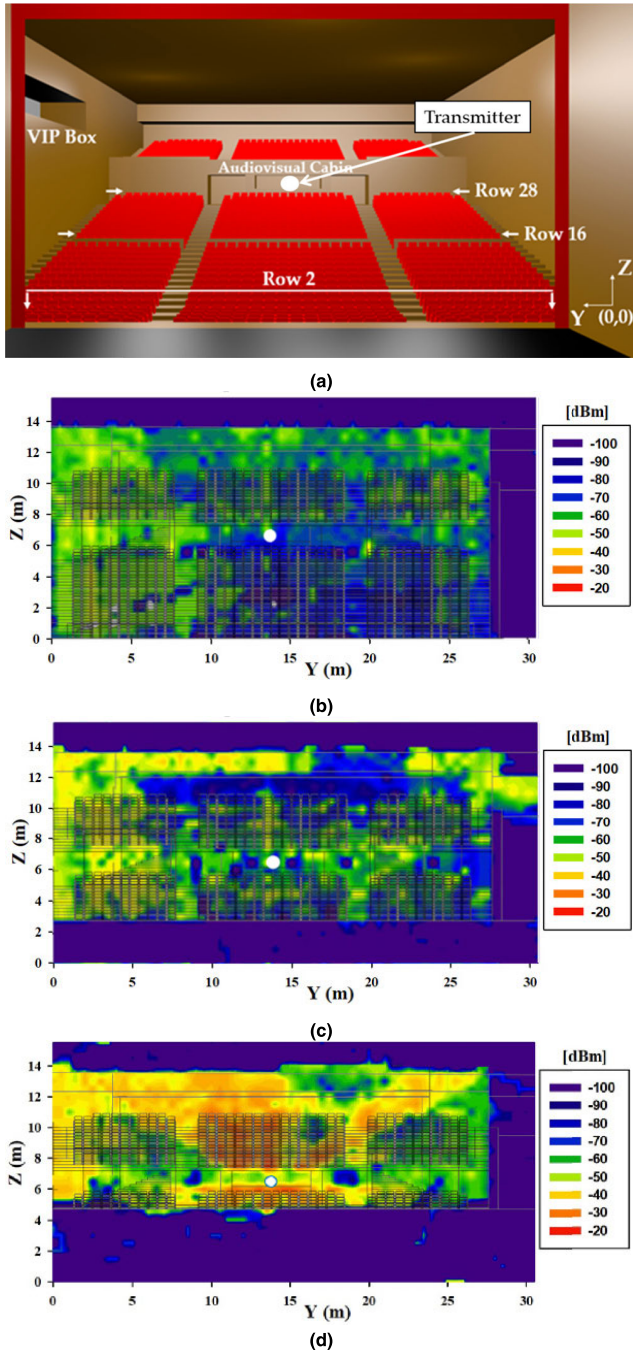 VIP Box
Transmitter
Audiovisual Cabin
Row 28
Row 16
Row 2
Z
Y (0,0)
(a)
[dBm]
-100
-90
-80
-70
-60
-50
-40
-30
-20
Z (m)
14
12
10
8
6
4
2
0
0 5 10 15 20 25 30
Y (m)
(b)
[dBm]
-100
-90
-80
-70
-60
-50
-40
-30
-20
Z (m)
14
12
10
8
6
4
2
0
0 5 10 15 20 25 30
Y (m)
(c)
[dBm]
-100
-90
-80
-70
-60
-50
-40
-30
-20
Z (m)
14
12
10
8
6
4
2
0
0 5 10 15 20 25 30
Y (m)
(d)